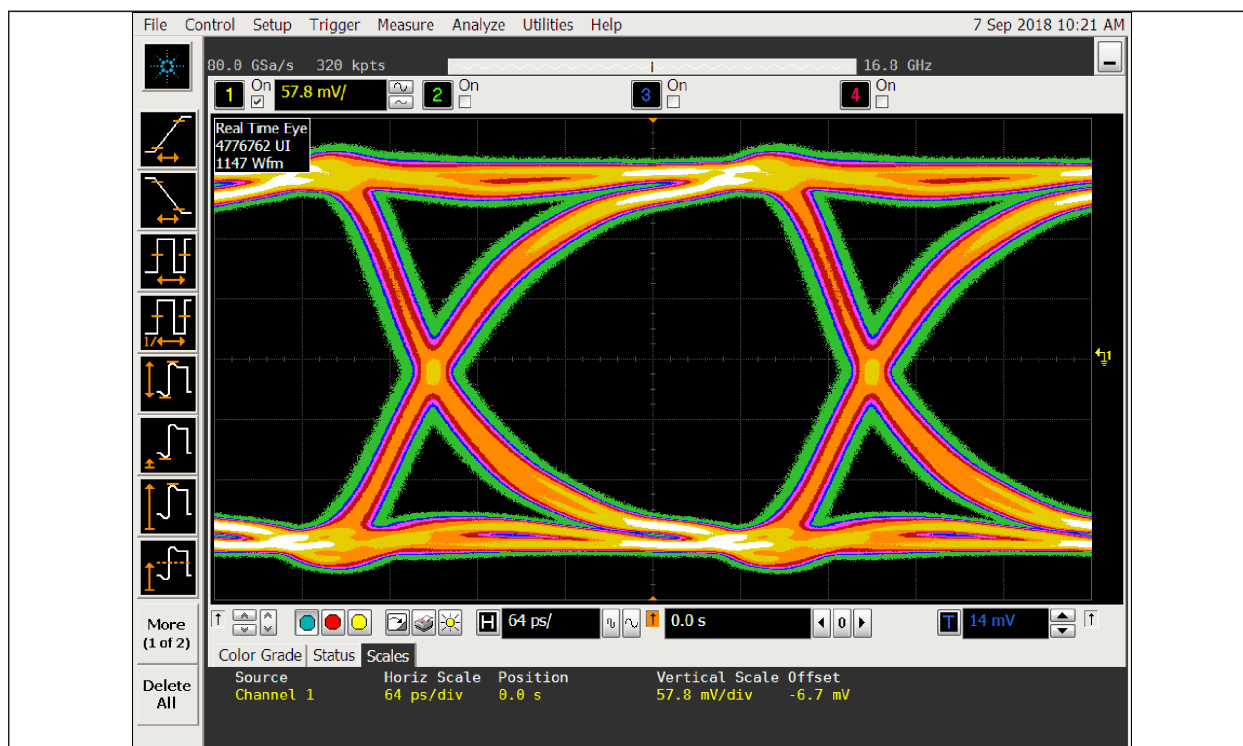 File Control Setup Trigger Measure Analyze Utilities Help 7 Sep 2018 10:21 AM
80.0 GSa/s 320 kpts 16.8 GHz
1 On 57.8 mV/ 2 On 3 On 4 On
Real Time Eye
4776762 UI
1147 Wfm
1
1/
More
(1 of 2)
Delete
All
H 64 ps/ 0.0 s 0 T 14 mV
Color Grade Status Scales
Source Horiz Scale Position Vertical Scale Offset
Channel 1 64 ps/div 0.0 s 57.8 mV/div -6.7 mV